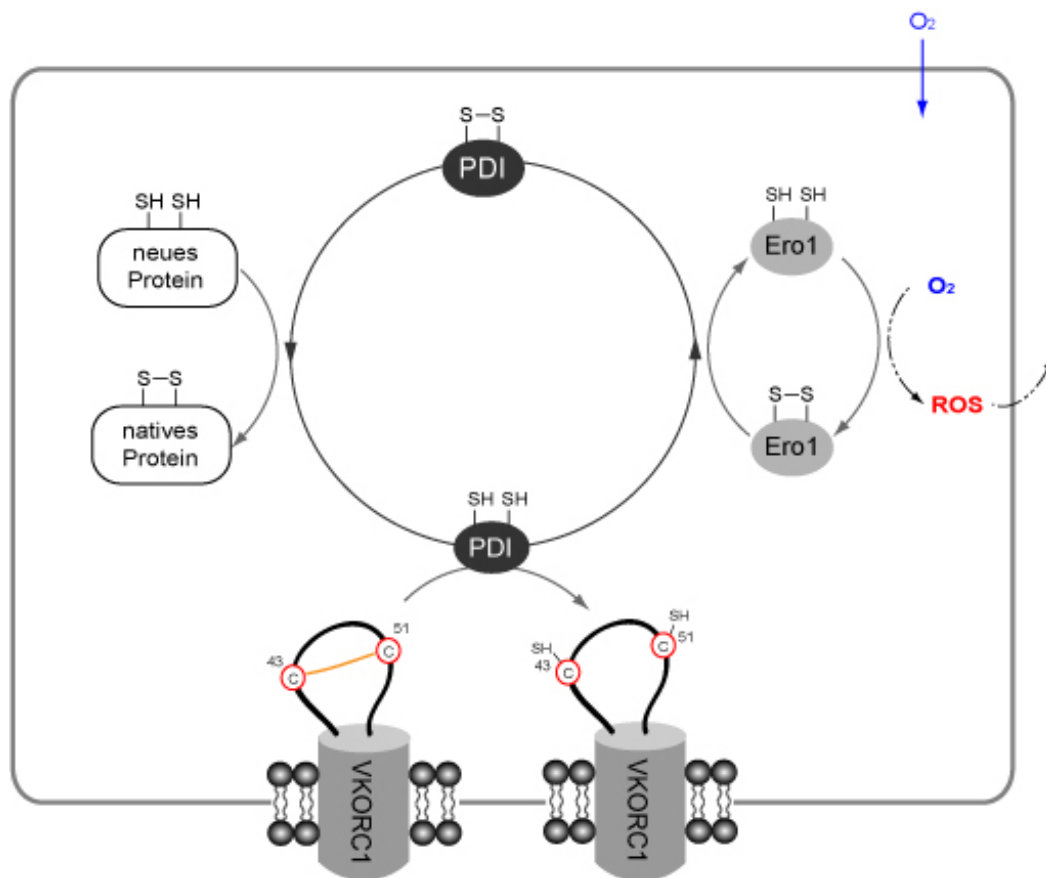 O₂
S–S
PDI
SH SH
neues
Protein
SH SH
Ero1
O₂
S–S
natives
Protein
S–S
Ero1
ROS
SH SH
PDI
51
C
43
C
SH
51
C
SH
43
C
VKORC1
VKORC1